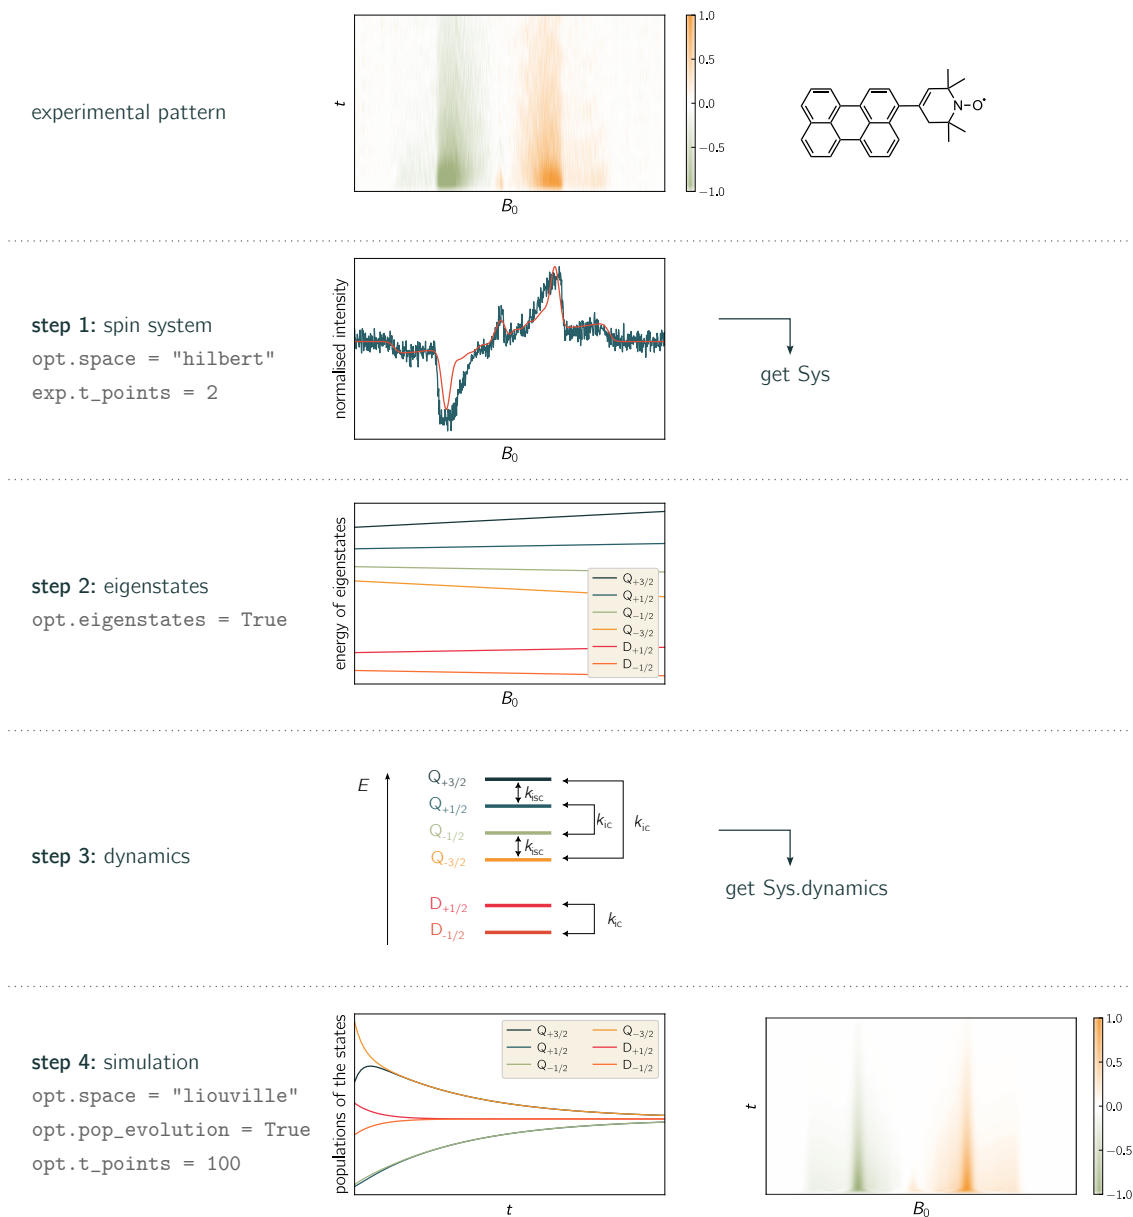 experimental pattern
t
B0
1.0
0.5
0.0
−0.5
−1.0
N
O•
step 1: spin system
opt.space = "hilbert"
exp.t_points = 2
normalised intensity
B0
get Sys
step 2: eigenstates
opt.eigenstates = True
energy of eigenstates
Q+3/2
Q+1/2
Q−1/2
Q−3/2
D+1/2
D−1/2
B0
step 3: dynamics
E
Q+3/2
Q+1/2
Q-1/2
Q-3/2
D+1/2
D-1/2
kisc
kisc
kic
kic
kic
get Sys.dynamics
step 4: simulation
opt.space = "liouville"
opt.pop_evolution = True
opt.t_points = 100
populations of the states
Q+3/2 Q−3/2
Q+1/2 D+1/2
Q−1/2 D−1/2
t
t
B0
1.0
0.5
0.0
−0.5
−1.0